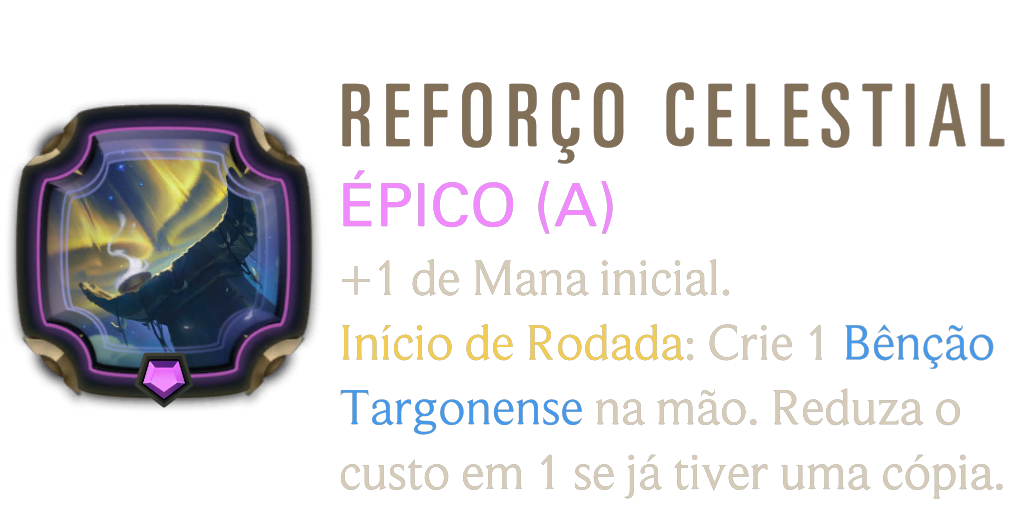 REFORÇO CELESTIAL
ÉPICO (A)
+1 de Mana inicial.
Início de Rodada: Crie 1 Bênção
Targonense na mão. Reduza o
custo em 1 se já tiver uma cópia.